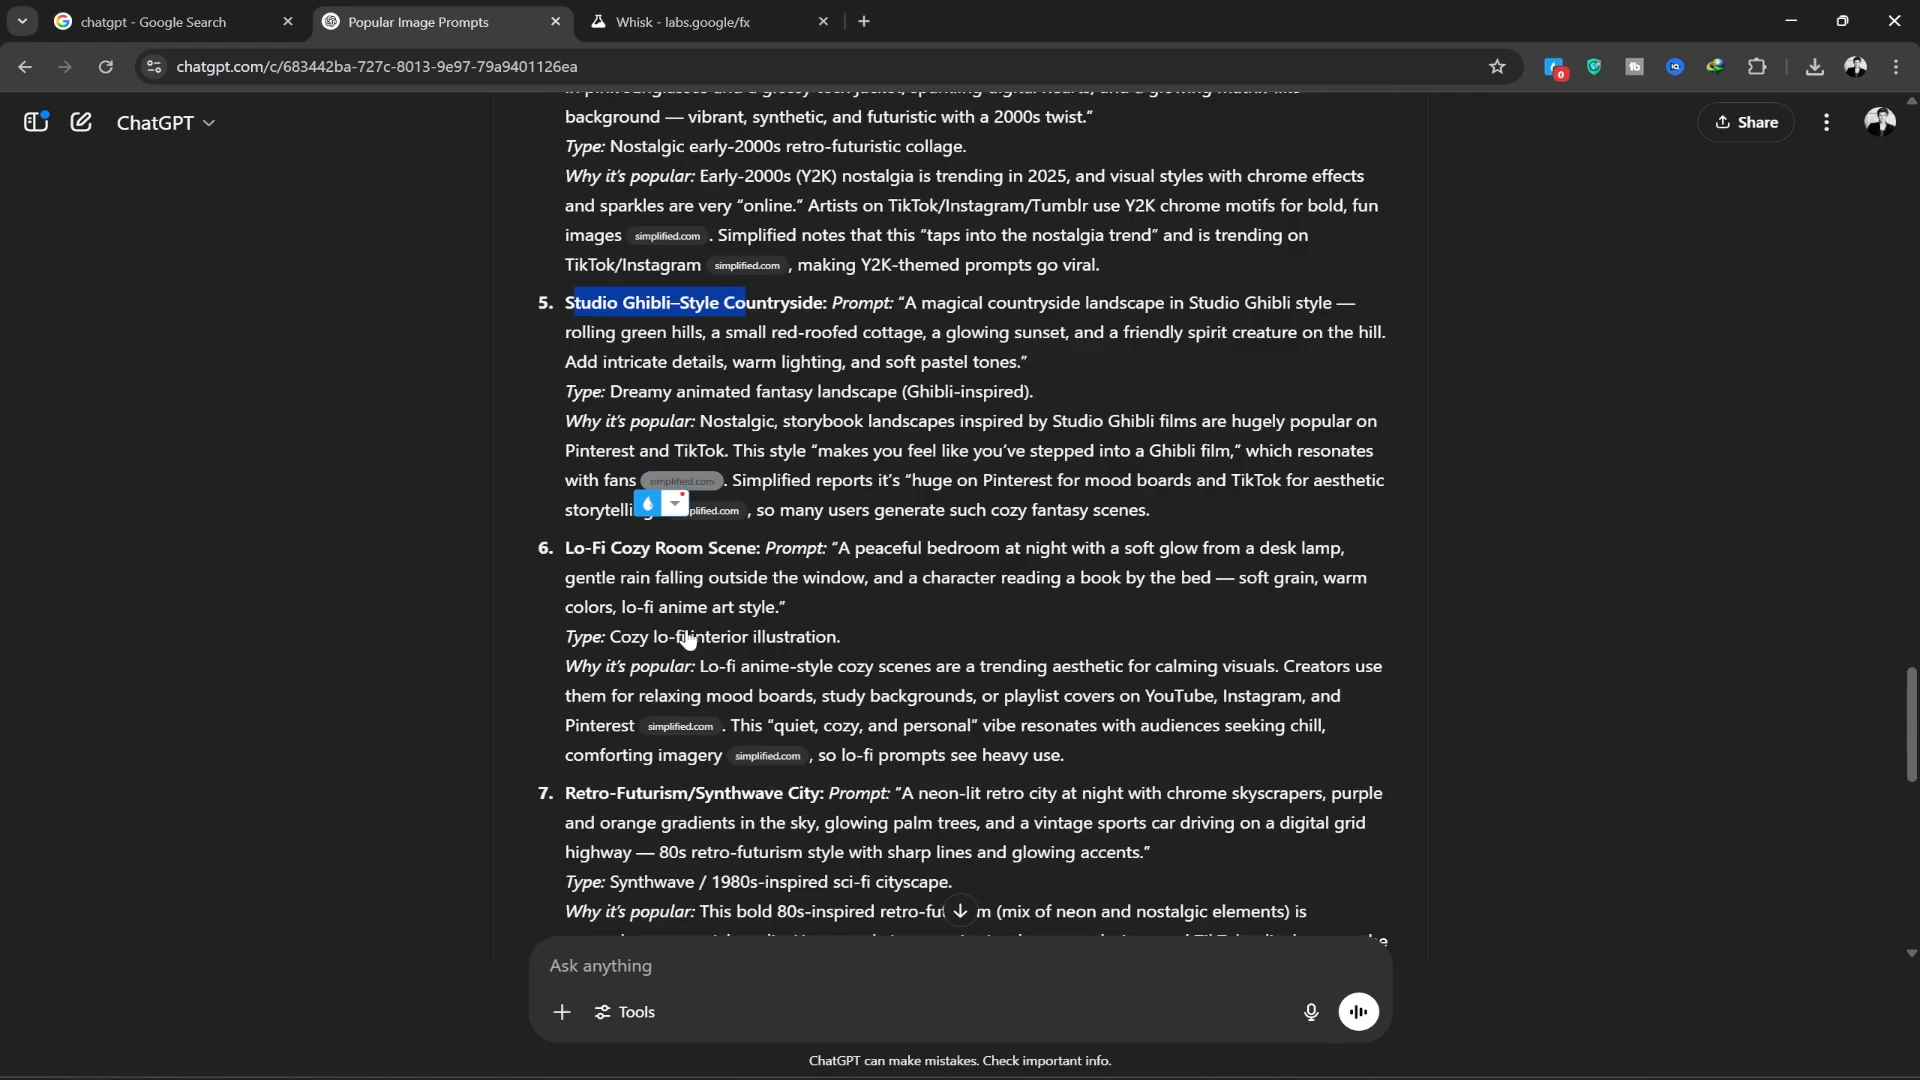 chatgpt - Google Search
Popular Image Prompts
Whisk - labs.google/fx
chatgpt.com/c/683442ba-727c-8013-9e97-79a9401126ea
0
tb
IQ
ChatGPT
Share
background — vibrant, synthetic, and futuristic with a 2000s twist.”
Type: Nostalgic early-2000s retro-futuristic collage.
Why it’s popular: Early-2000s (Y2K) nostalgia is trending in 2025, and visual styles with chrome effects
and sparkles are very “online.” Artists on TikTok/Instagram/Tumblr use Y2K chrome motifs for bold, fun
images simplified.com . Simplified notes that this “taps into the nostalgia trend” and is trending on
TikTok/Instagram simplified.com , making Y2K-themed prompts go viral.
5. Studio Ghibli–Style Countryside: Prompt: “A magical countryside landscape in Studio Ghibli style —
rolling green hills, a small red-roofed cottage, a glowing sunset, and a friendly spirit creature on the hill.
Add intricate details, warm lighting, and soft pastel tones.”
Type: Dreamy animated fantasy landscape (Ghibli-inspired).
Why it’s popular: Nostalgic, storybook landscapes inspired by Studio Ghibli films are hugely popular on
Pinterest and TikTok. This style “makes you feel like you’ve stepped into a Ghibli film,” which resonates
with fans simplified.com . Simplified reports it’s “huge on Pinterest for mood boards and TikTok for aesthetic
storytelli plified.com , so many users generate such cozy fantasy scenes.
6. Lo-Fi Cozy Room Scene: Prompt: “A peaceful bedroom at night with a soft glow from a desk lamp,
gentle rain falling outside the window, and a character reading a book by the bed — soft grain, warm
colors, lo-fi anime art style.”
Type: Cozy lo-fi interior illustration.
Why it’s popular: Lo-fi anime-style cozy scenes are a trending aesthetic for calming visuals. Creators use
them for relaxing mood boards, study backgrounds, or playlist covers on YouTube, Instagram, and
Pinterest simplified.com . This “quiet, cozy, and personal” vibe resonates with audiences seeking chill,
comforting imagery simplified.com , so lo-fi prompts see heavy use.
7. Retro-Futurism/Synthwave City: Prompt: “A neon-lit retro city at night with chrome skyscrapers, purple
and orange gradients in the sky, glowing palm trees, and a vintage sports car driving on a digital grid
highway — 80s retro-futurism style with sharp lines and glowing accents.”
Type: Synthwave / 1980s-inspired sci-fi cityscape.
Why it’s popular: This bold 80s-inspired retro-fu m (mix of neon and nostalgic elements) is
Ask anything
Tools
ChatGPT can make mistakes. Check important info.